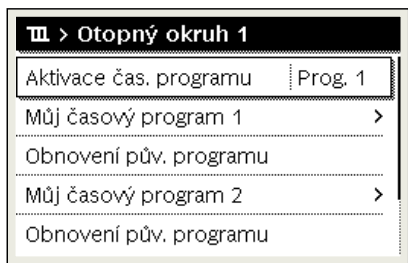 > Otopný okruh 1
Aktivace čas. programu Prog. 1
Můj časový program 1 >
Obnovení pův. programu
Můj časový program 2 >
Obnovení pův. programu